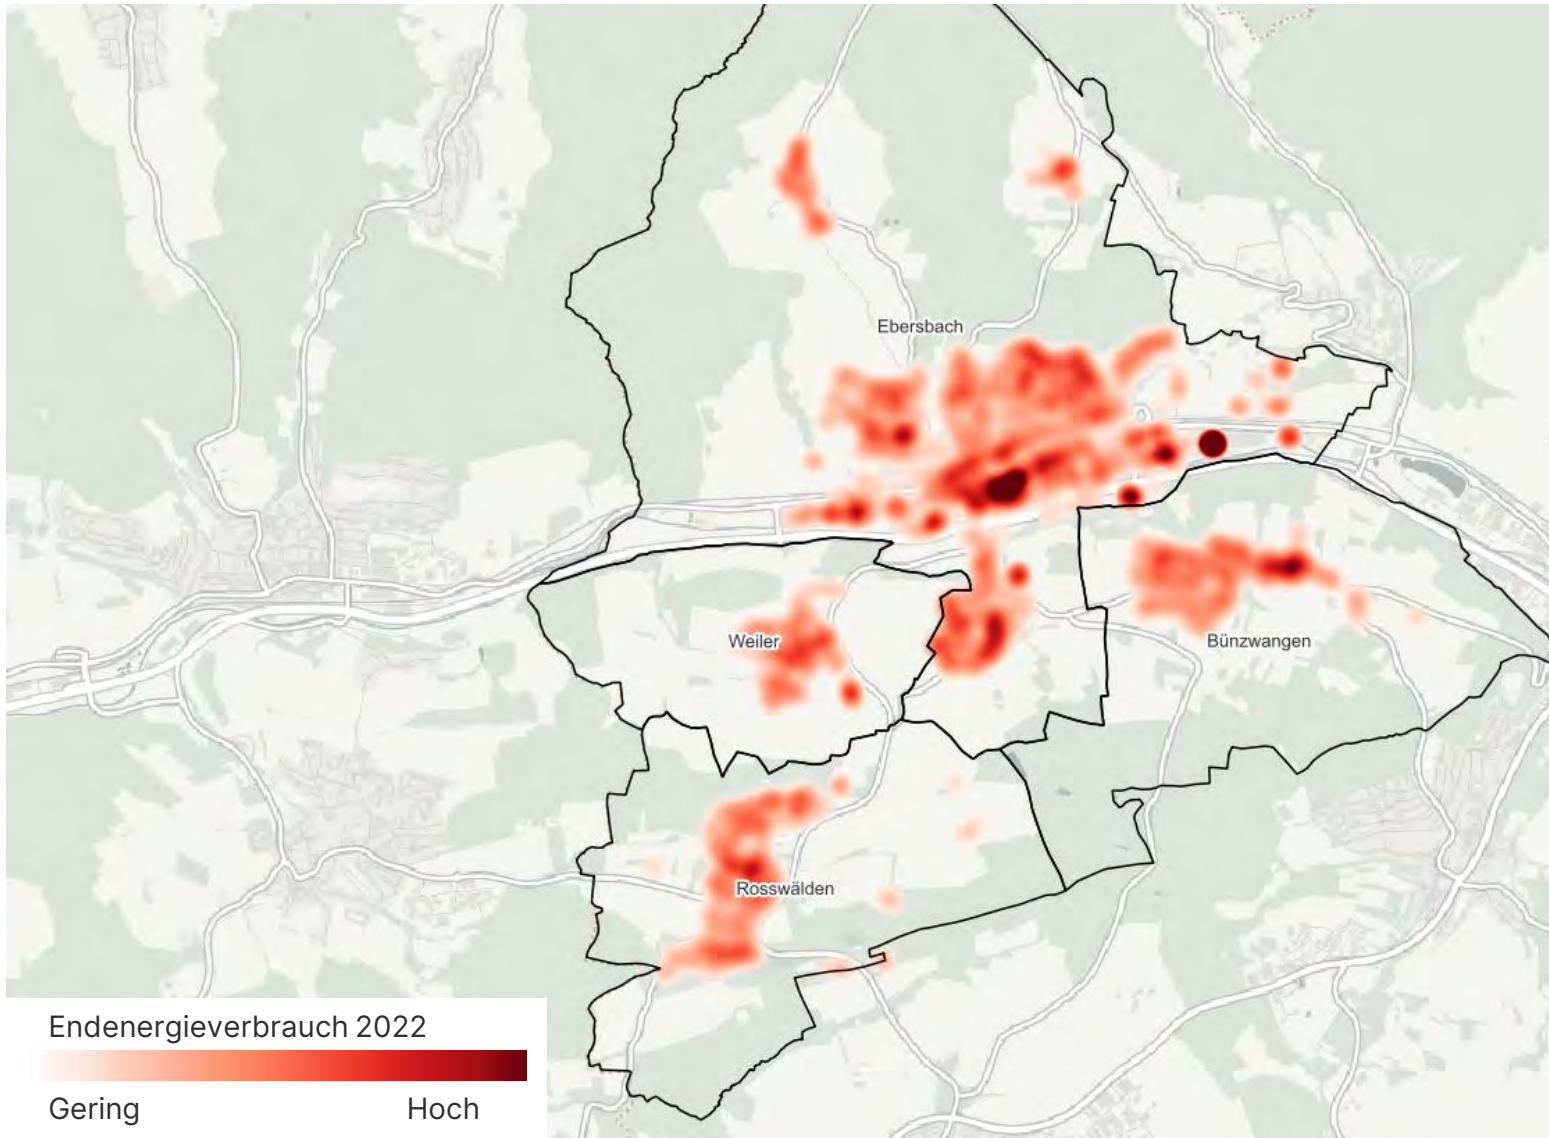 Ebersbach
Weiler
Bünzwangen
Rosswälden
Endenergieverbrauch 2022
Gering Hoch